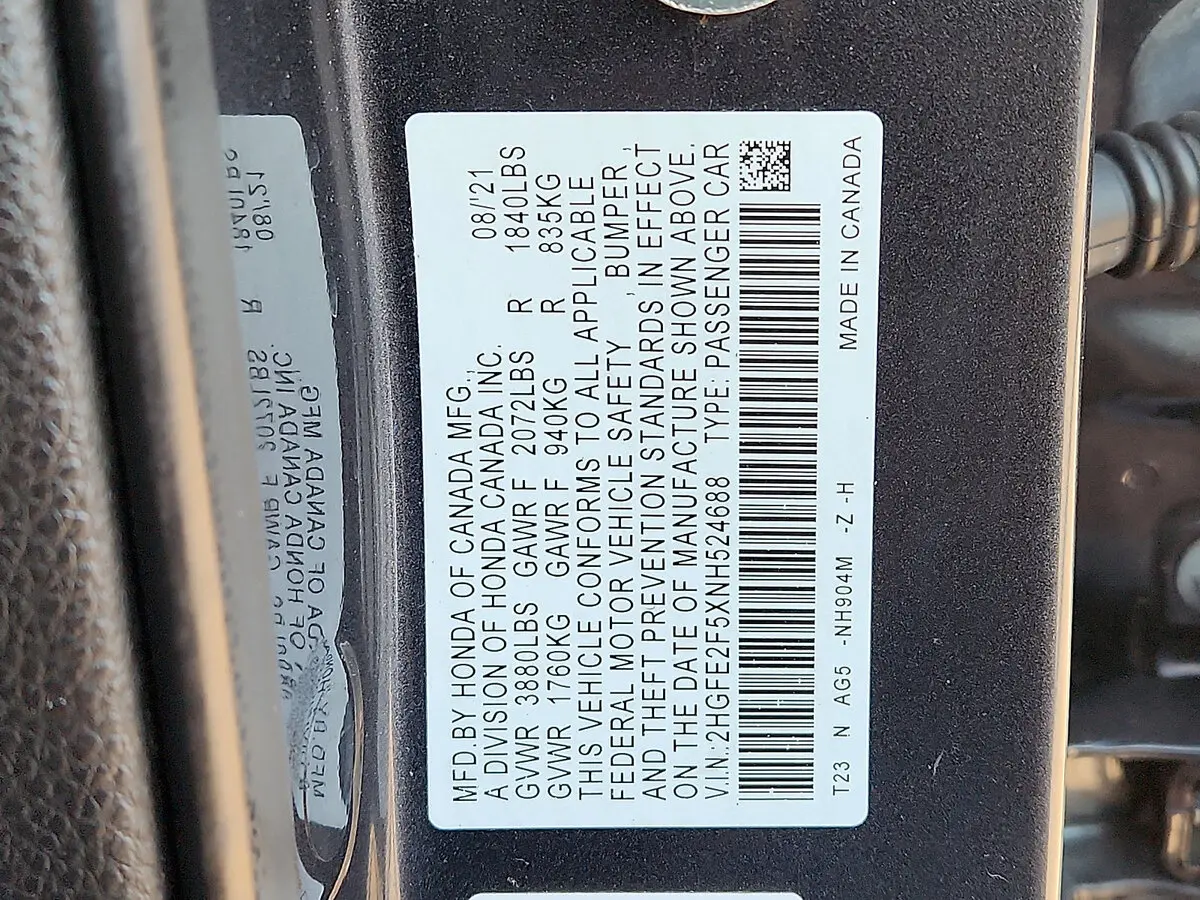 MFD.BY HONDA OF CANADA MFG.,
A DIVISION OF HONDA CANADA INC. 08/'21
GVWR 3880LBS GAWR F 2072LBS R 1840LBS
GVWR 1760KG GAWR F 940KG R 835KG
THIS VEHICLE CONFORMS TO ALL APPLICABLE
FEDERAL MOTOR VEHICLE SAFETY , BUMPER ,
AND THEFT PREVENTION STANDARDS IN EFFECT
ON THE DATE OF MANUFACTURE SHOWN ABOVE.
V.I.N.:2HGFE2F5XNH524688 TYPE: PASSENGER CAR
T23 N AG5 -NH904M -Z -H MADE IN CANADA